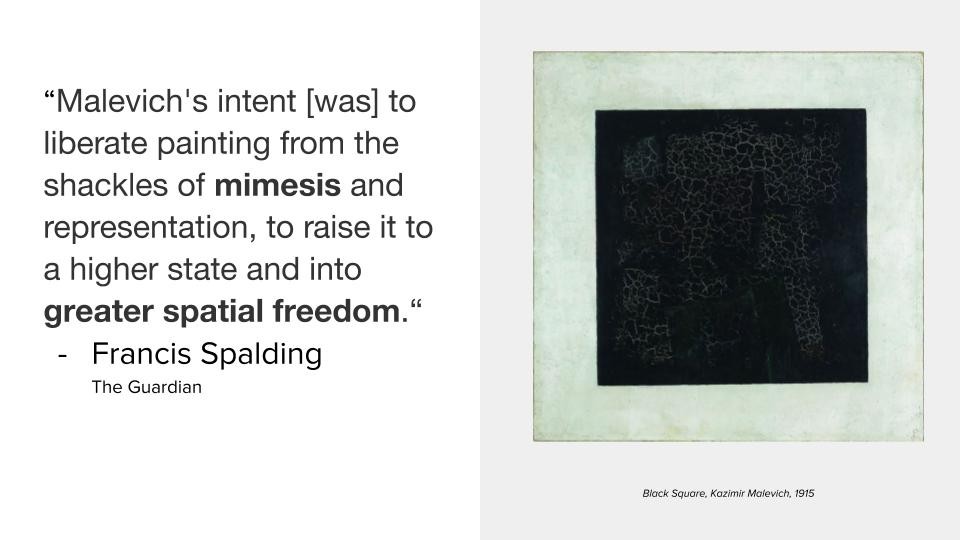 “Malevich's intent [was] to
liberate painting from the
shackles of mimesis and
representation, to raise it to
a higher state and into
greater spatial freedom.“
- Francis Spalding
The Guardian
Black Square, Kazimir Malevich, 1915